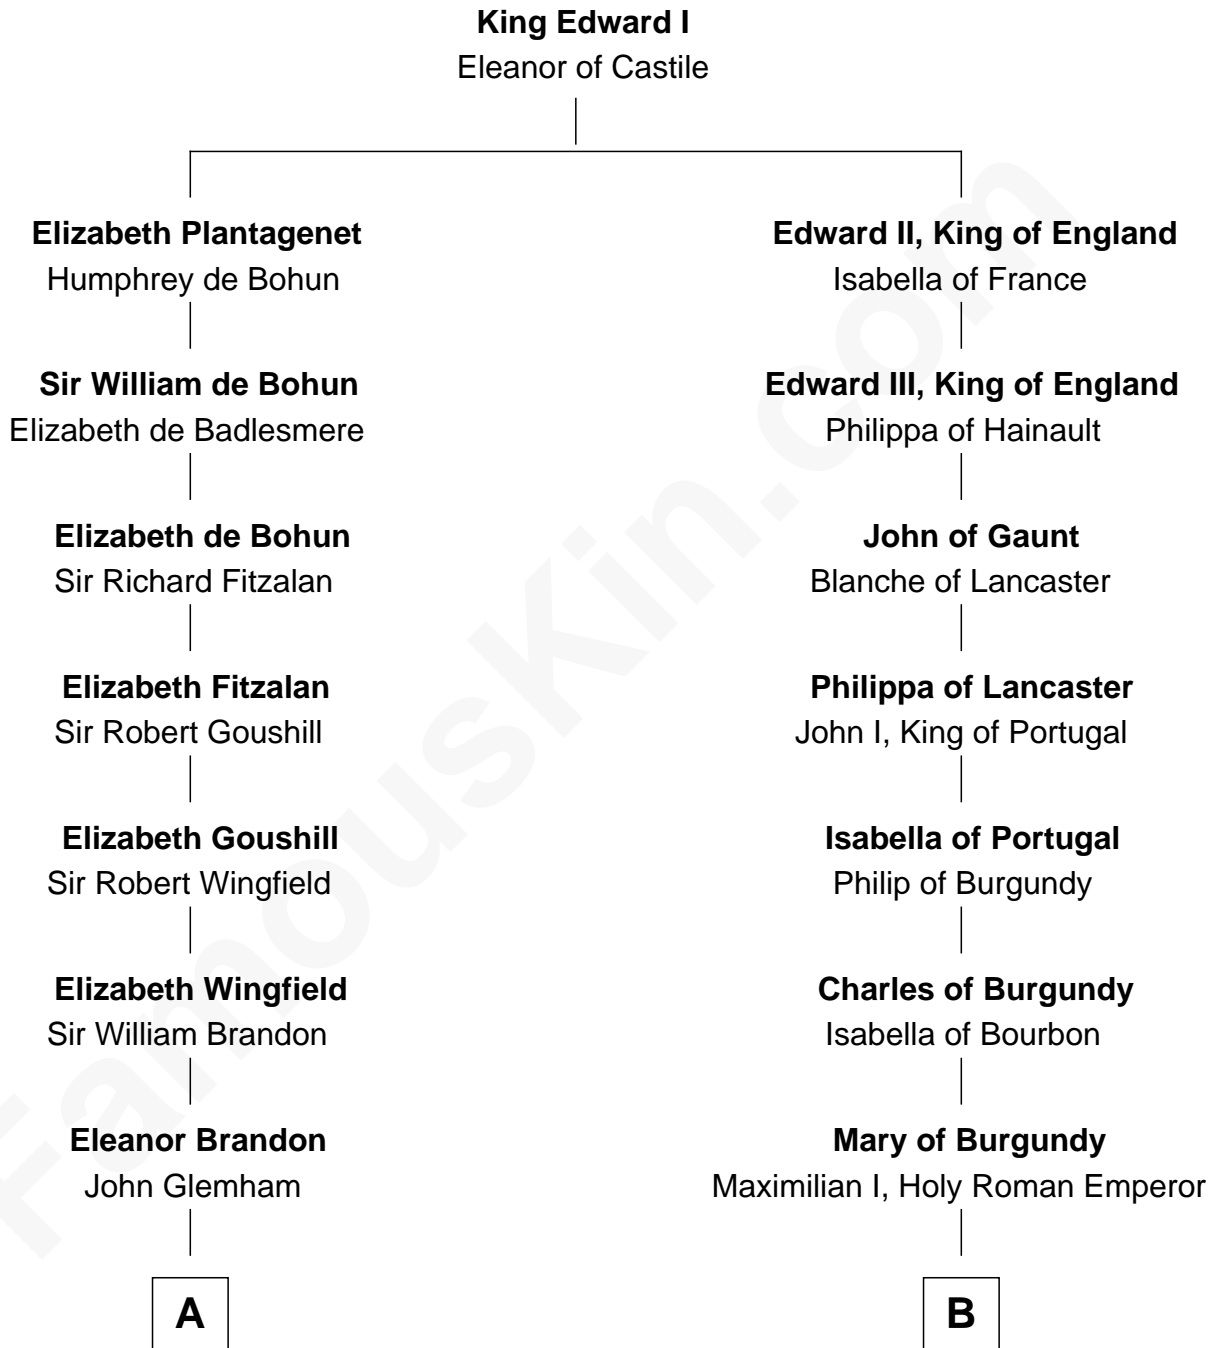 King Edward I
Eleanor of Castile
Elizabeth Plantagenet
Humphrey de Bohun
Edward II, King of England
Isabella of France
Sir William de Bohun
Elizabeth de Badlesmere
Edward III, King of England
Philippa of Hainault
Elizabeth de Bohun
Sir Richard Fitzalan
John of Gaunt
Blanche of Lancaster
Elizabeth Fitzalan
Sir Robert Goushill
Philippa of Lancaster
John I, King of Portugal
Elizabeth Goushill
Sir Robert Wingfield
Isabella of Portugal
Philip of Burgundy
Elizabeth Wingfield
Sir William Brandon
Charles of Burgundy
Isabella of Bourbon
Eleanor Brandon
John Glemham
Mary of Burgundy
Maximilian I, Holy Roman Emperor
A
B
FamousKin.com